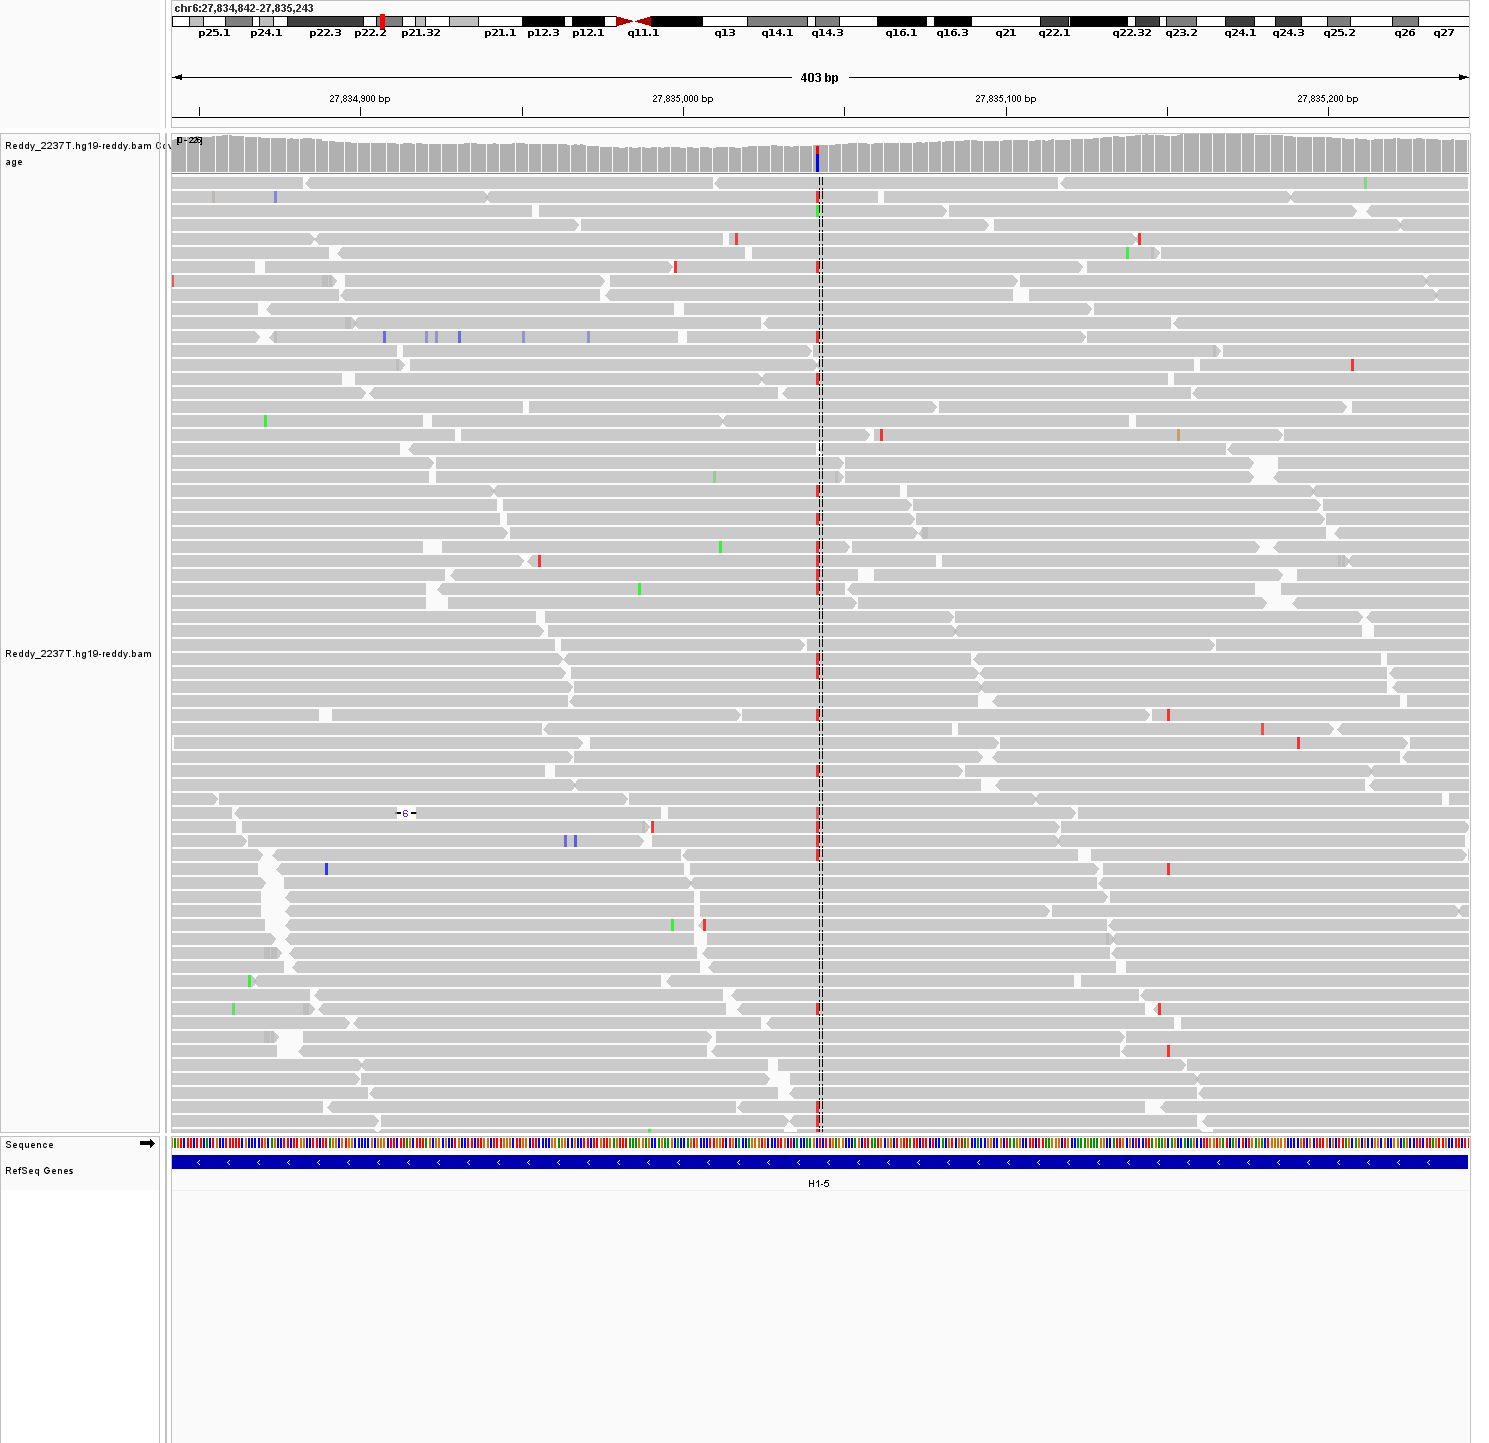 chr6:27,834,842-27,835,243
p25.1 p24.1 p22.3 p22.2 p21.32 p21.1 p12.3 p12.1 q11.1 q13 q14.1 q14.3 q16.1 q16.3 q21 q22.1 q22.32 q23.2 q24.1 q24.3 q25.2 q26 q27
403 bp
27,834,900 bp 27,835,000 bp 27,835,100 bp 27,835,200 bp
Reddy_2237T.hg19-reddy.bam Cov
age
6
Reddy_2237T.hg19-reddy.bam
Sequence
RefSeq Genes
H1-5